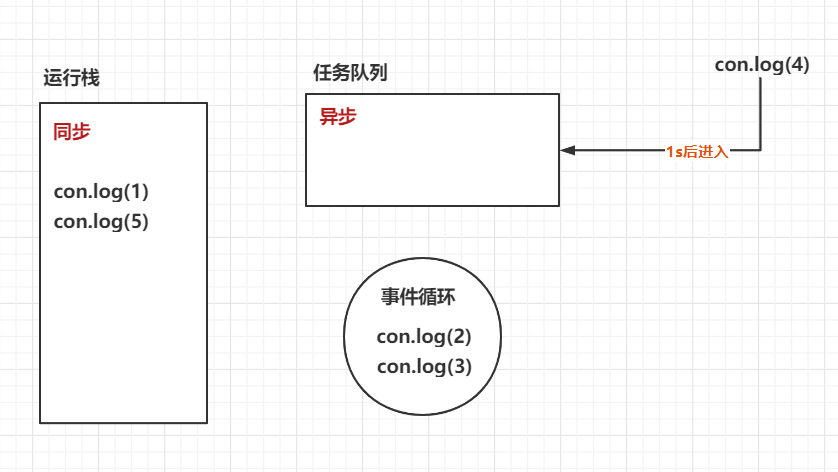 运行栈
同步
con.log(1)
con.log(5)
任务队列
异步
con.log(4)
1s后进入
事件循环
con.log(2)
con.log(3)